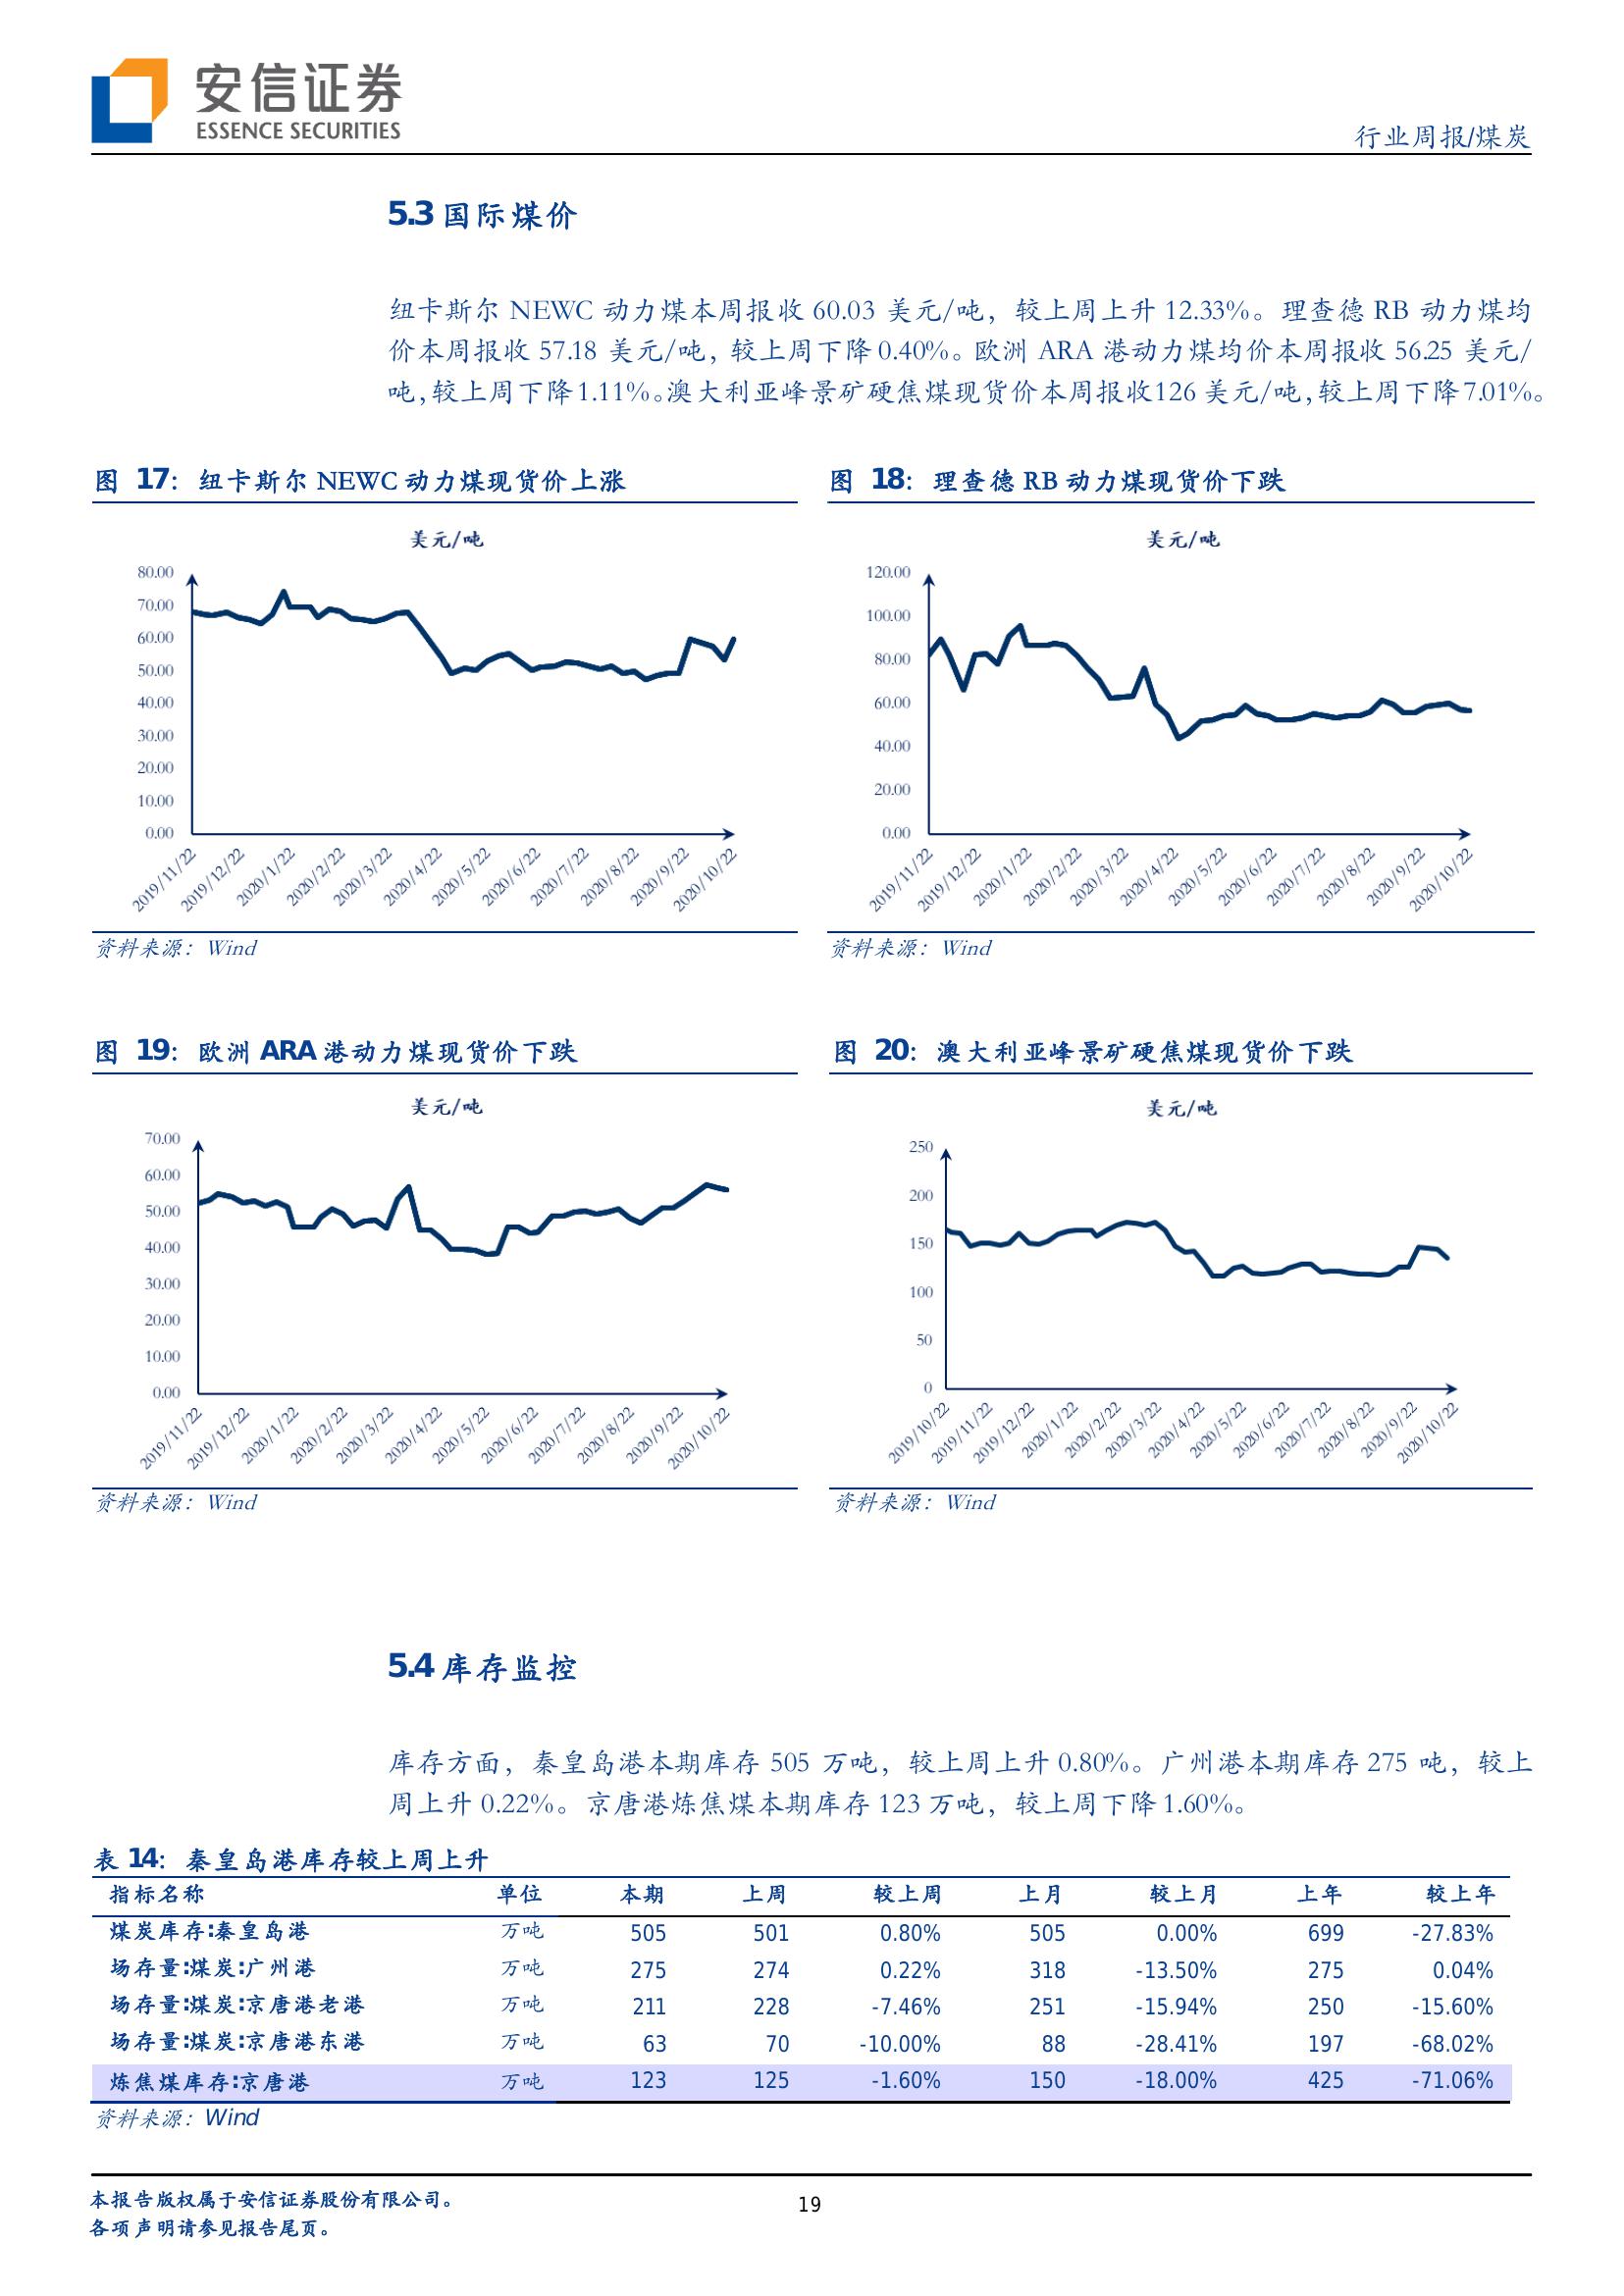 安信证券
ESSENCE SECURITIES
行业周报/煤炭
5.3 国际煤价
纽卡斯尔 NEWC 动力煤本周报收 60.03 美元/吨，较上周上升 12.33%。理查德 RB 动力煤均
价本周报收 57.18 美元/吨，较上周下降 0.40%。欧洲 ARA 港动力煤均价本周报收 56.25 美元/
吨，较上周下降 1.11%。澳大利亚峰景矿硬焦煤现货价本周报收 126 美元/吨，较上周下降 7.01%。
图 17：纽卡斯尔 NEWC 动力煤现货价上涨
美元/吨
80.00
70.00
60.00
50.00
40.00
30.00
20.00
10.00
0.00
2019/11/22 2019/12/22 2020/1/22 2020/2/22 2020/3/22 2020/4/22 2020/5/22 2020/6/22 2020/7/22 2020/8/22 2020/9/22 2020/10/22
资料来源：Wind
图 18：理查德 RB 动力煤现货价下跌
美元/吨
120.00
100.00
80.00
60.00
40.00
20.00
0.00
2019/11/22 2019/12/22 2020/1/22 2020/2/22 2020/3/22 2020/4/22 2020/5/22 2020/6/22 2020/7/22 2020/8/22 2020/9/22 2020/10/22
资料来源：Wind
图 19：欧洲 ARA 港动力煤现货价下跌
美元/吨
70.00
60.00
50.00
40.00
30.00
20.00
10.00
0.00
2019/11/22 2019/12/22 2020/1/22 2020/2/22 2020/3/22 2020/4/22 2020/5/22 2020/6/22 2020/7/22 2020/8/22 2020/9/22 2020/10/22
资料来源：Wind
图 20：澳大利亚峰景矿硬焦煤现货价下跌
美元/吨
250
200
150
100
50
0
2019/10/22 2019/11/22 2019/12/22 2020/1/22 2020/2/22 2020/3/22 2020/4/22 2020/5/22 2020/6/22 2020/7/22 2020/8/22 2020/9/22 2020/10/22
资料来源：Wind
5.4 库存监控
库存方面，秦皇岛港本期库存 505 万吨，较上周上升 0.80%。广州港本期库存 275 吨，较上
周上升 0.22%。京唐港炼焦煤本期库存 123 万吨，较上周下降 1.60%。
表 14：秦皇岛港库存较上周上升
指标名称 单位 本期 上周 较上周 上月 较上月 上年 较上年
煤炭库存:秦皇岛港 万吨 505 501 0.80% 505 0.00% 699 -27.83%
场存量:煤炭:广州港 万吨 275 274 0.22% 318 -13.50% 275 0.04%
场存量:煤炭:京唐港老港 万吨 211 228 -7.46% 251 -15.94% 250 -15.60%
场存量:煤炭:京唐港东港 万吨 63 70 -10.00% 88 -28.41% 197 -68.02%
炼焦煤库存:京唐港 万吨 123 125 -1.60% 150 -18.00% 425 -71.06%
资料来源：Wind
本报告版权属于安信证券股份有限公司。
各项声明请参见报告尾页。
19